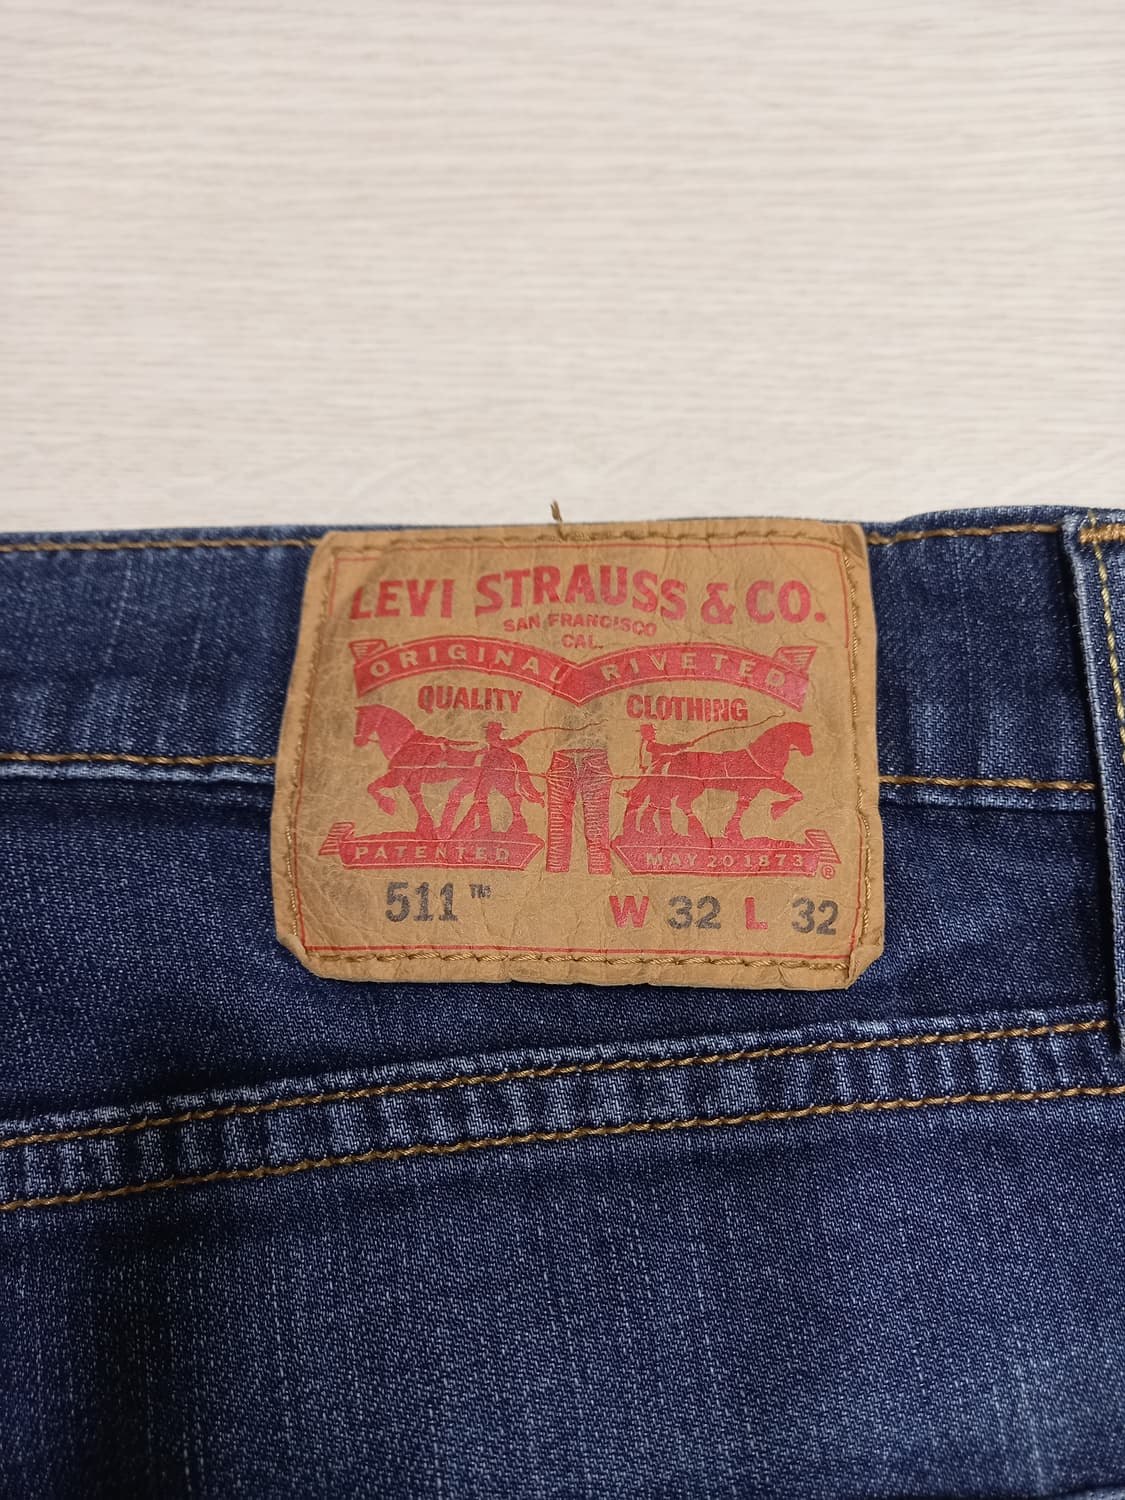 LEVI STRAUSS & CO.
SAN FRANCISCO
CAL.
ORIGINAL RIVETED
QUALITY CLOTHING
PATENTED MAY 20 1873 ®
511™ W 32 L 32